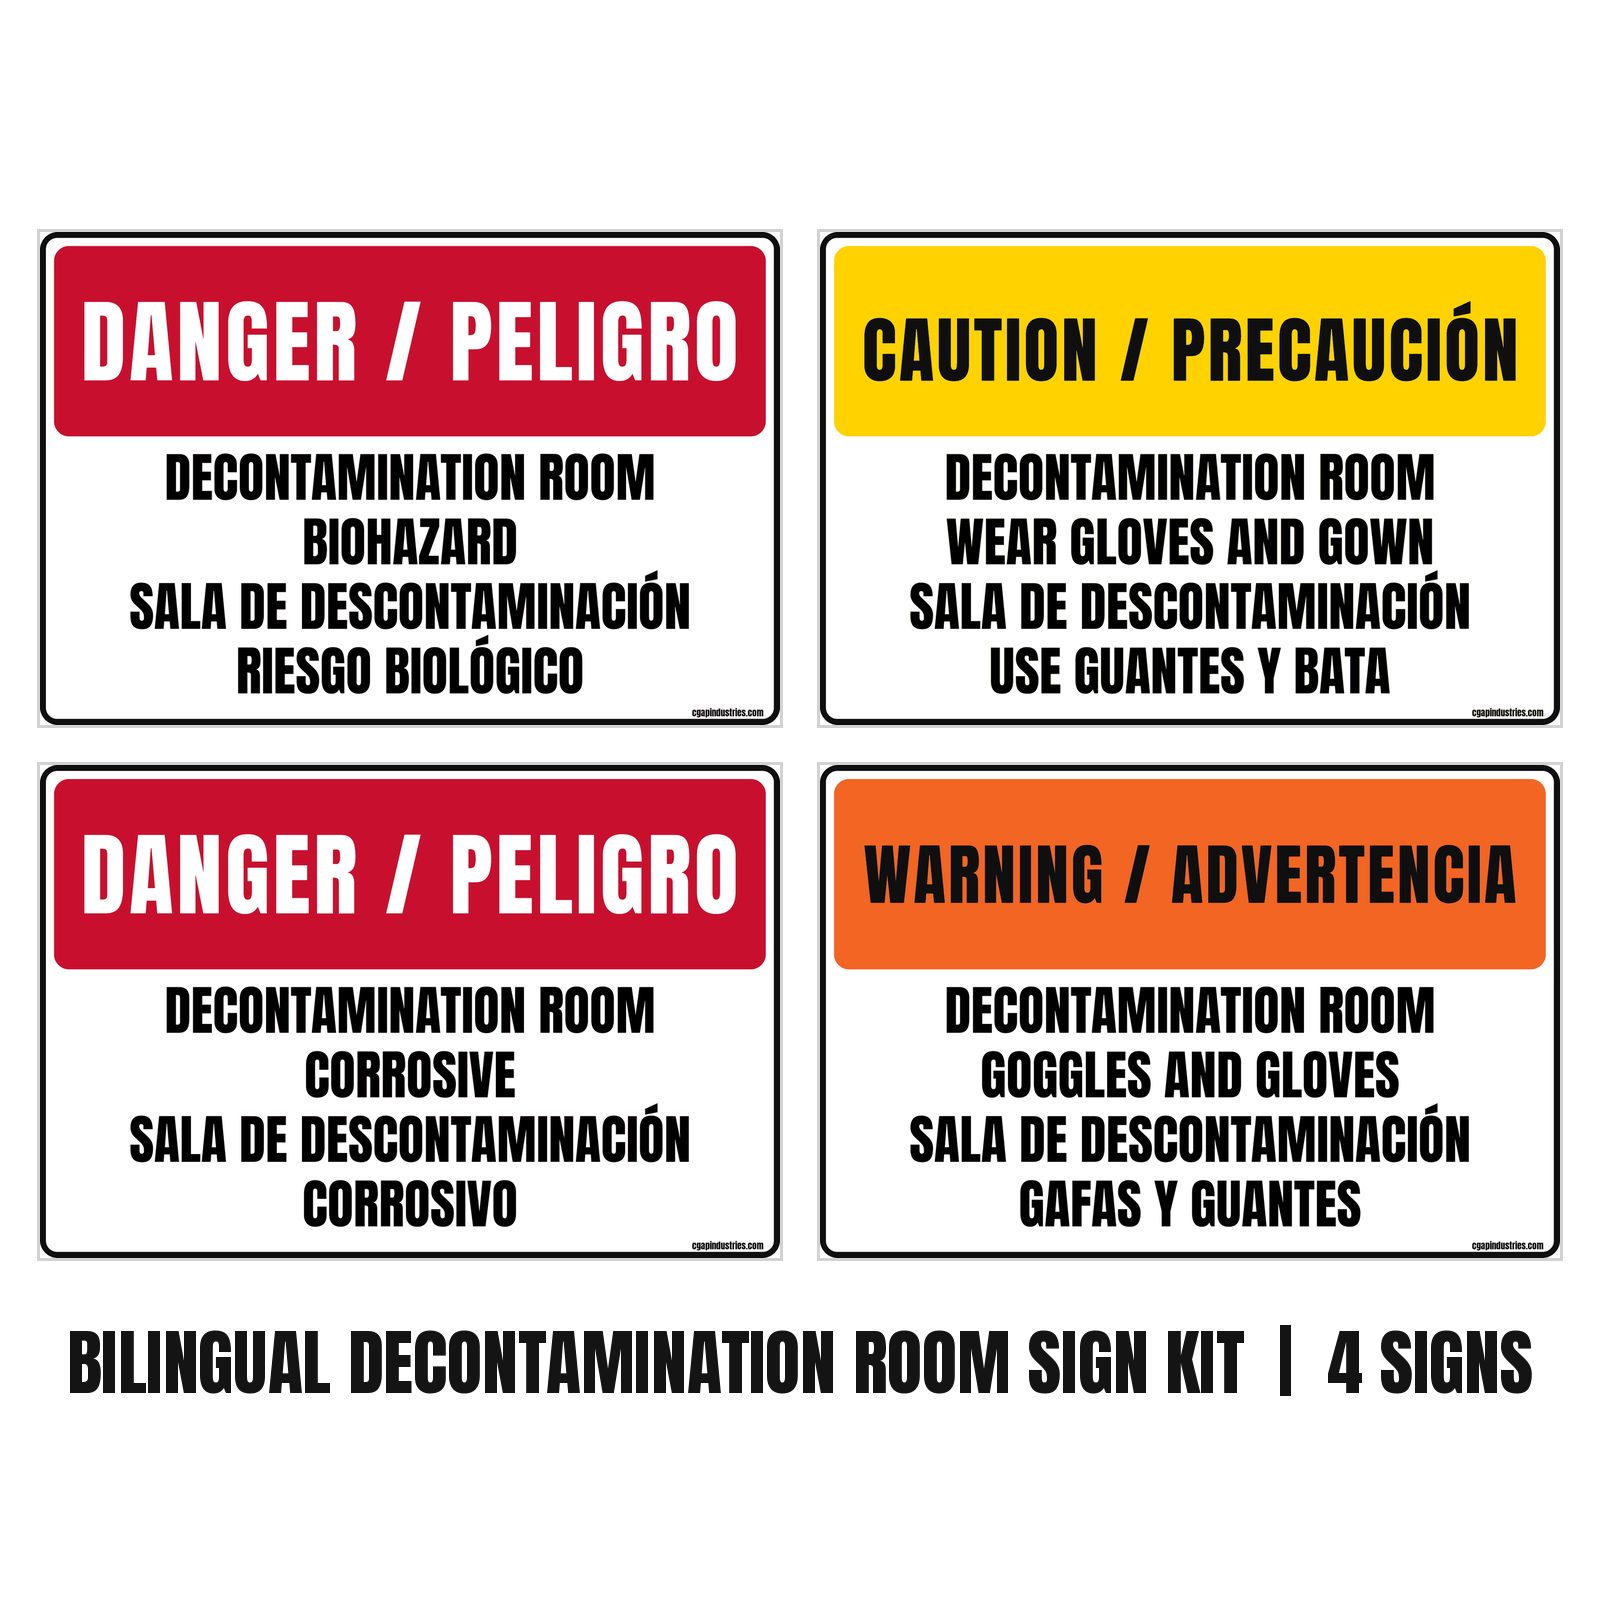 DANGER / PELIGRO
DECONTAMINATION ROOM
BIOHAZARD
SALA DE DESCONTAMINACIÓN
RIESGO BIOLÓGICO
cgapindustries.com
CAUTION / PRECAUCIÓN
DECONTAMINATION ROOM
WEAR GLOVES AND GOWN
SALA DE DESCONTAMINACIÓN
USE GUANTES Y BATA
cgapindustries.com
DANGER / PELIGRO
DECONTAMINATION ROOM
CORROSIVE
SALA DE DESCONTAMINACIÓN
CORROSIVO
cgapindustries.com
WARNING / ADVERTENCIA
DECONTAMINATION ROOM
GOGGLES AND GLOVES
SALA DE DESCONTAMINACIÓN
GAFAS Y GUANTES
cgapindustries.com
BILINGUAL DECONTAMINATION ROOM SIGN KIT | 4 SIGNS